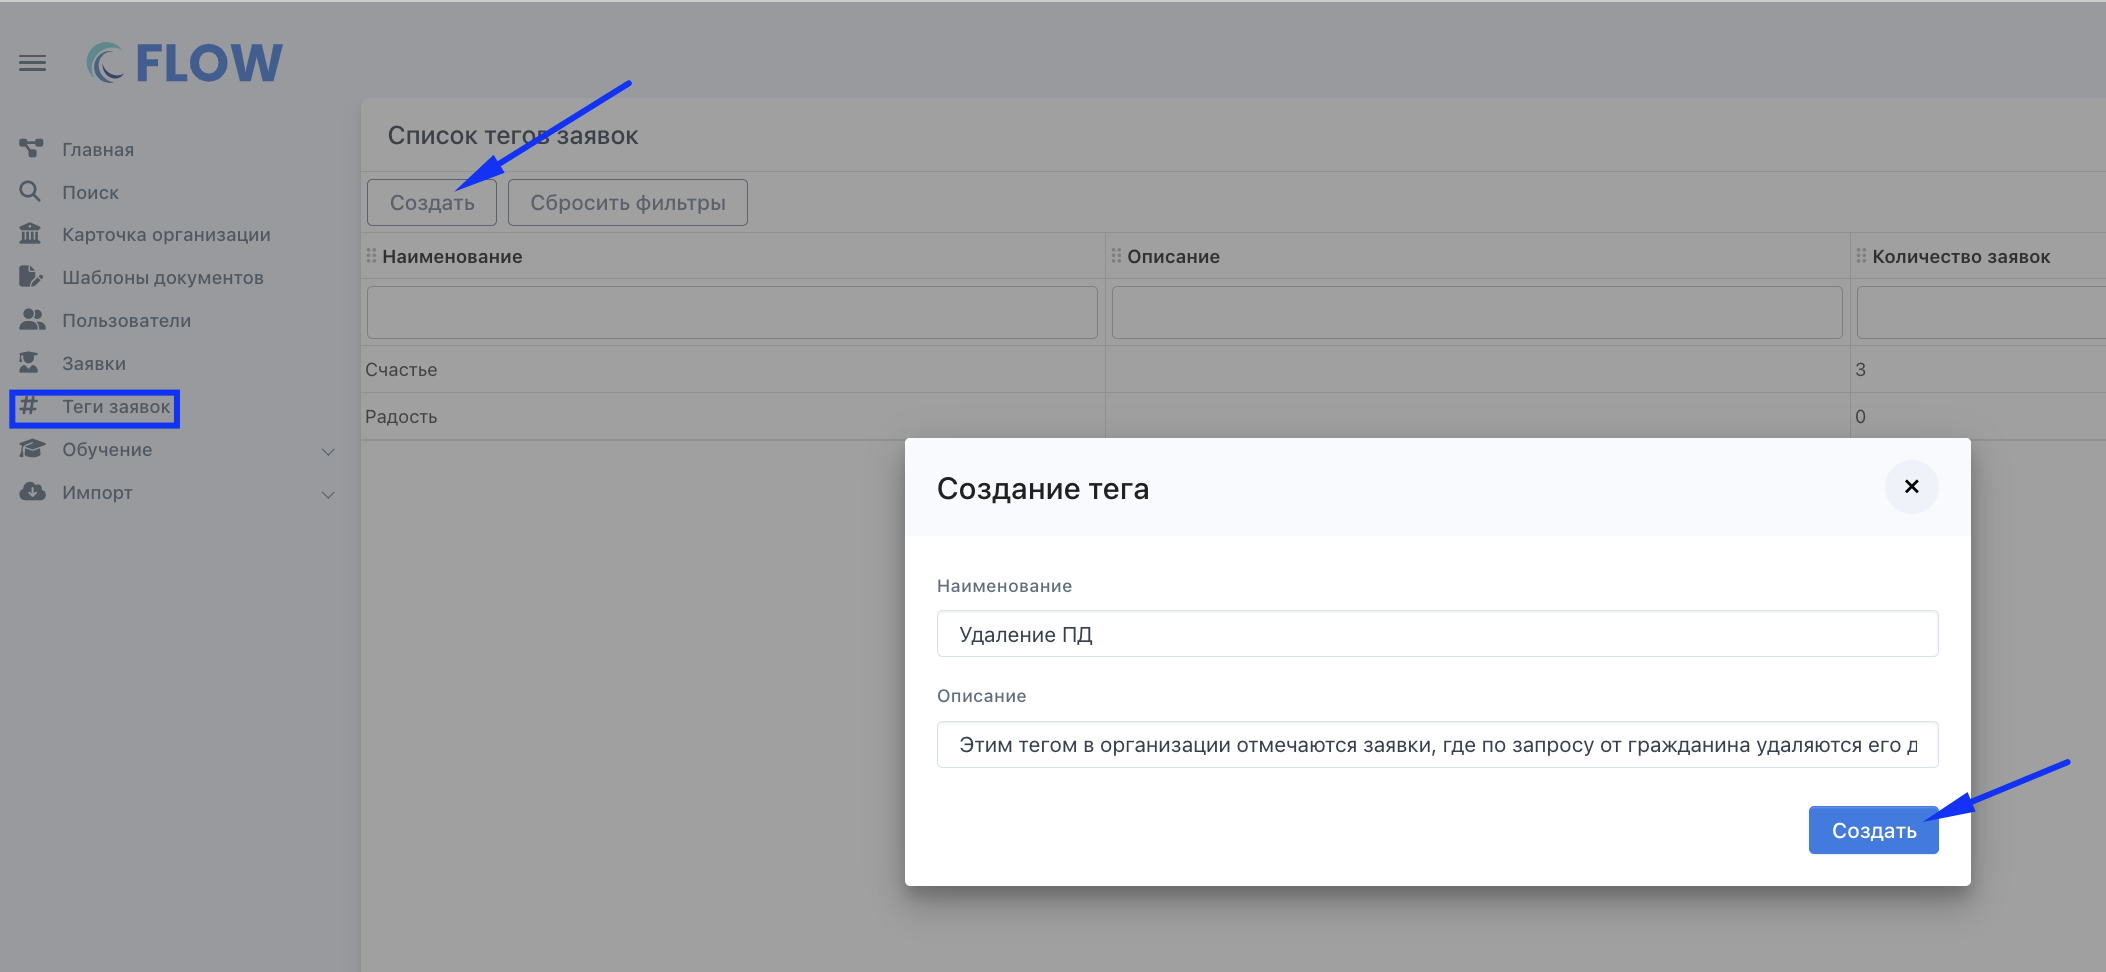 FLOW
Главная
Поиск
Карточка организации
Шаблоны документов
Пользователи
Заявки
Теги заявок
Обучение
Импорт
Список тегов заявок
Создать Сбросить фильтры
Наименование Описание Количество заявок
Счастье 3
Радость 0
Создание тега
Наименование
Удаление ПД
Описание
Этим тегом в организации отмечаются заявки, где по запросу от гражданина удаляются его д
Создать